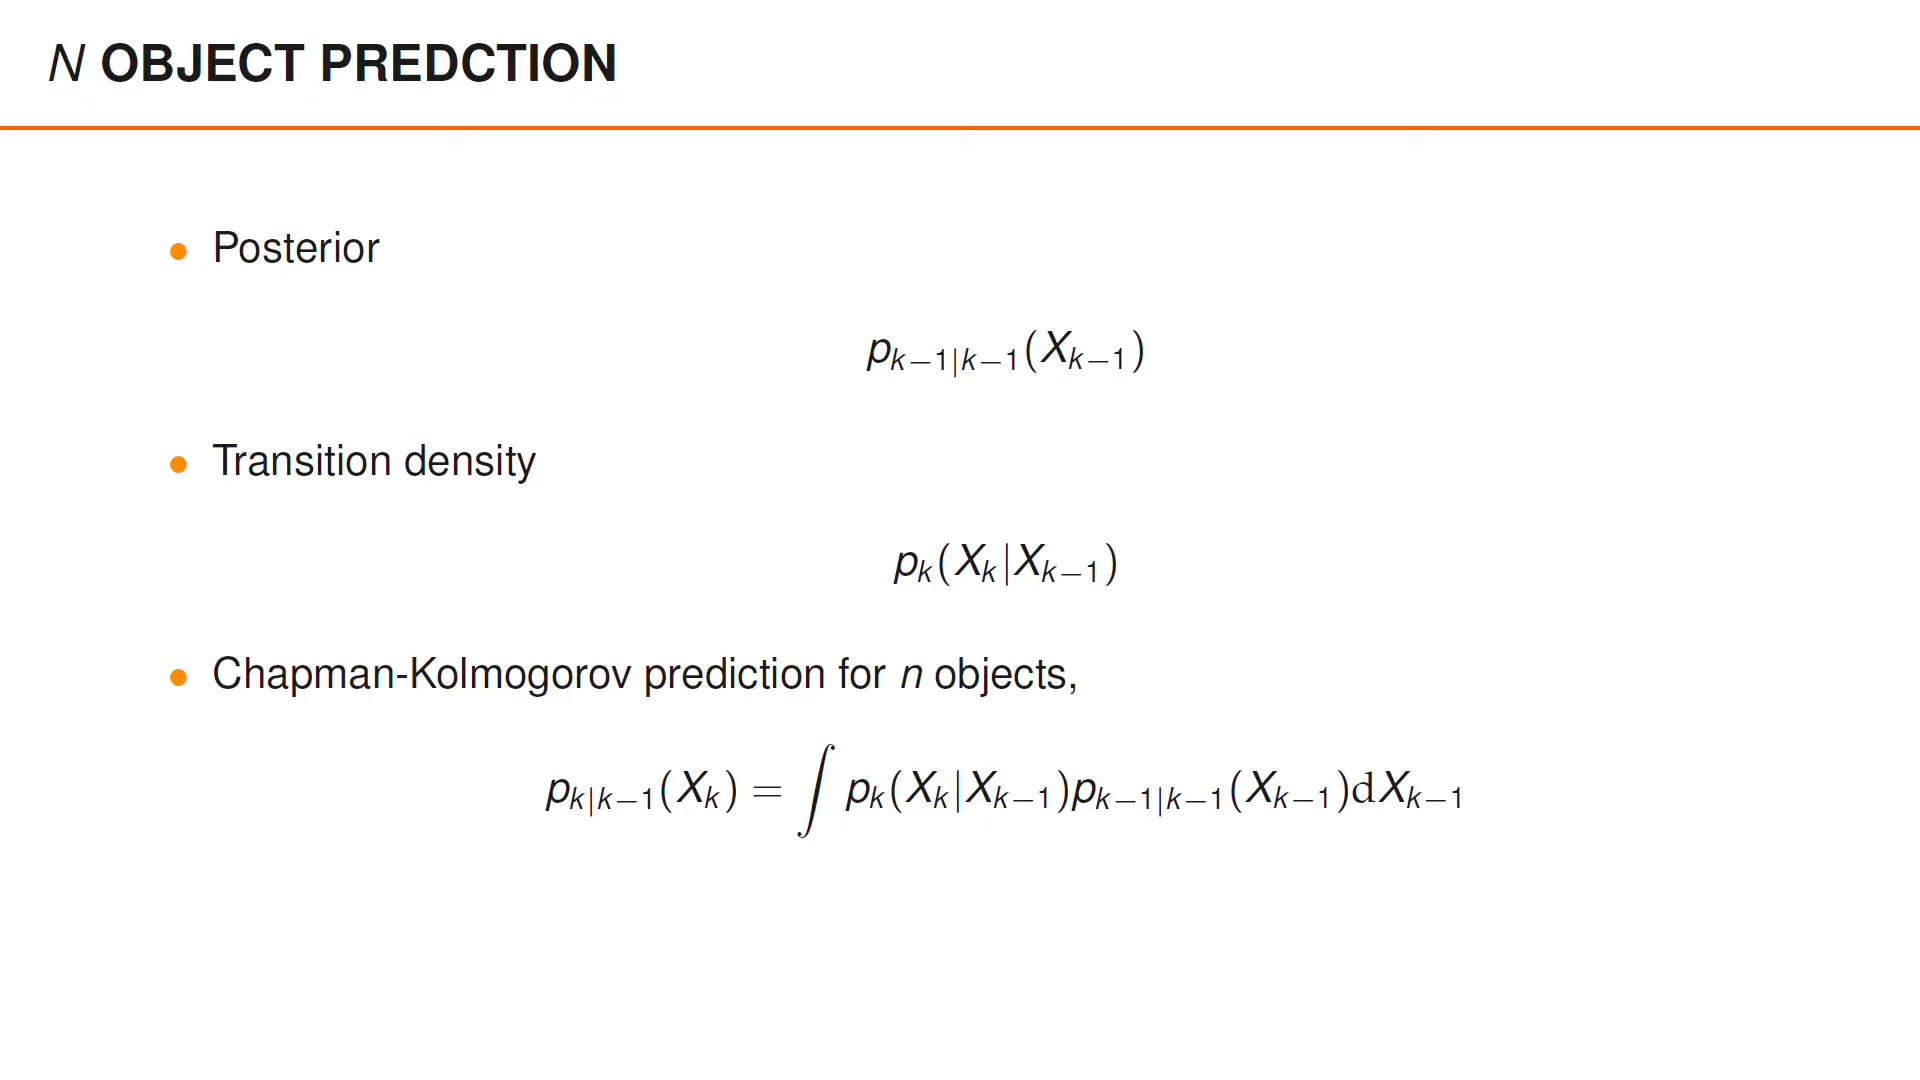 N OBJECT PREDCTION
• Posterior
p_{k−1|k−1}(X_{k−1})
• Transition density
p_k(X_k|X_{k−1})
• Chapman-Kolmogorov prediction for n objects,
p_{k|k−1}(X_k) = ∫ p_k(X_k|X_{k−1})p_{k−1|k−1}(X_{k−1})dX_{k−1}